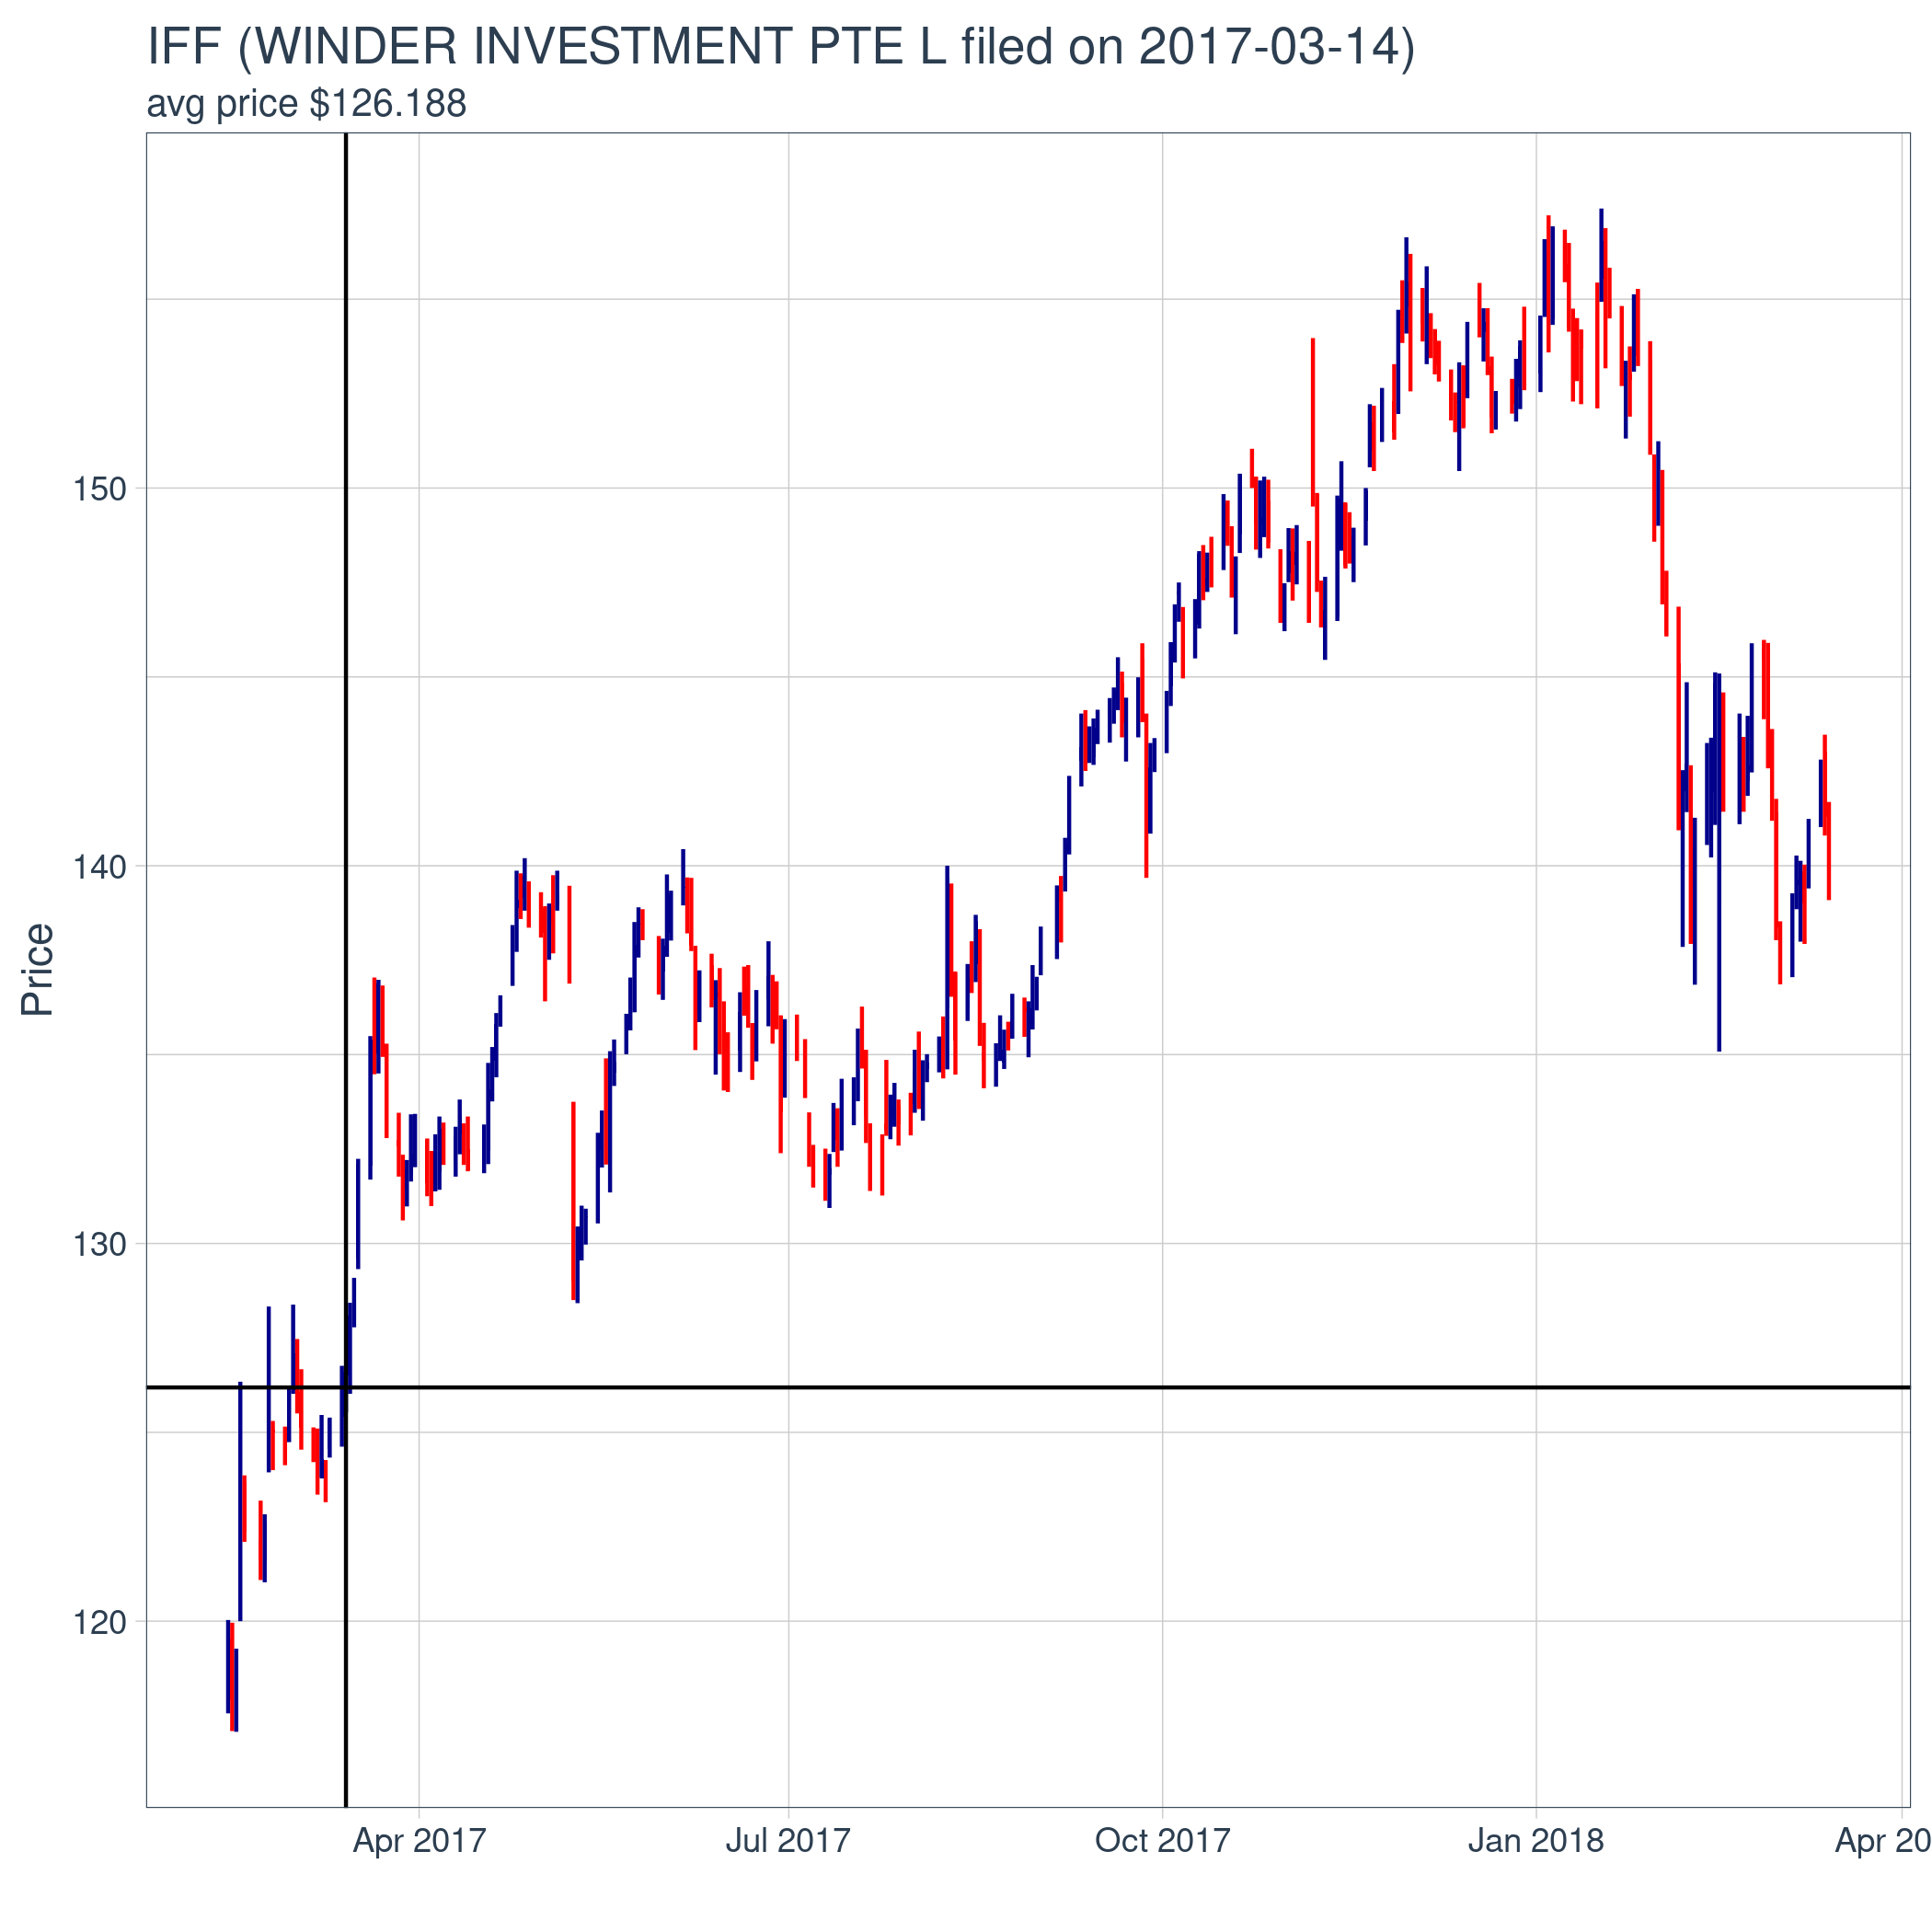 IFF (WINDER INVESTMENT PTE L filed on 2017-03-14)
avg price $126.188
Price
150
140
130
120
Apr 2017 Jul 2017 Oct 2017 Jan 2018 Apr 20